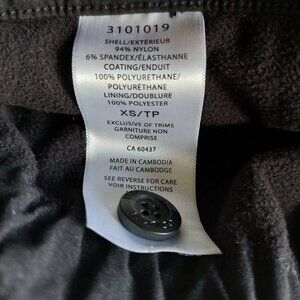 3101019
SHELL/EXTÉRIEUR
94% NYLON
6% SPANDEX/ÉLASTHANNE
COATING/ENDUIT
100% POLYURETHANE/
POLYURÉTHANE
LINING/DOUBLURE
100% POLYESTER
XS/TP
EXCLUSIVE OF TRIMS
GARNITURE NON
COMPRISE
CA 60437
MADE IN CAMBODIA
FAIT AU CAMBODGE
SEE REVERSE FOR CARE
VOIR INSTRUCTIONS